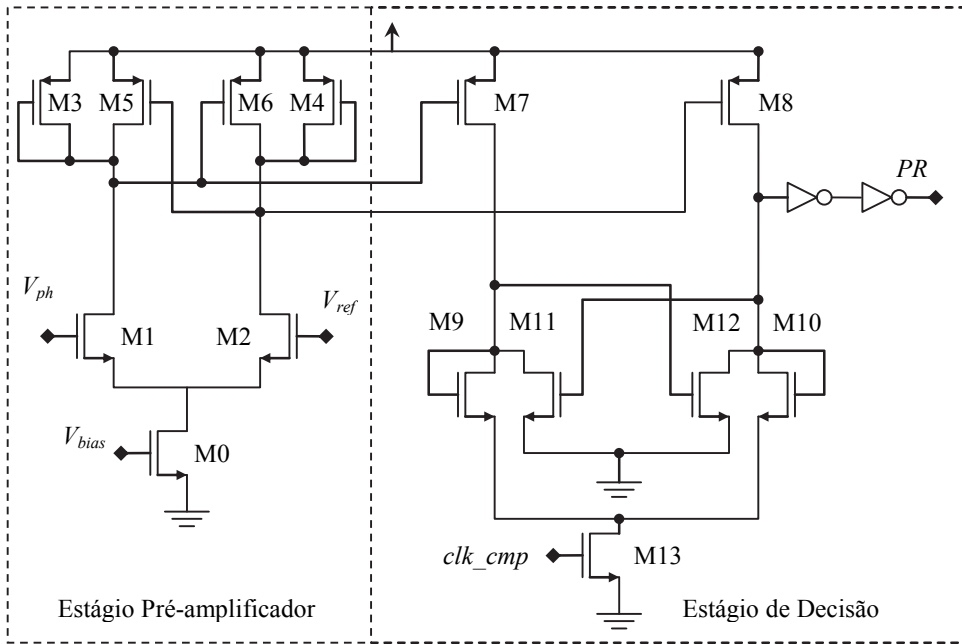 M3
M5
M6
M4
M7
M8
PR
V_ph
V_ref
M1
M2
M9
M11
M12
M10
V_bias
M0
clk_cmp
M13
Estágio Pré-amplificador
Estágio de Decisão